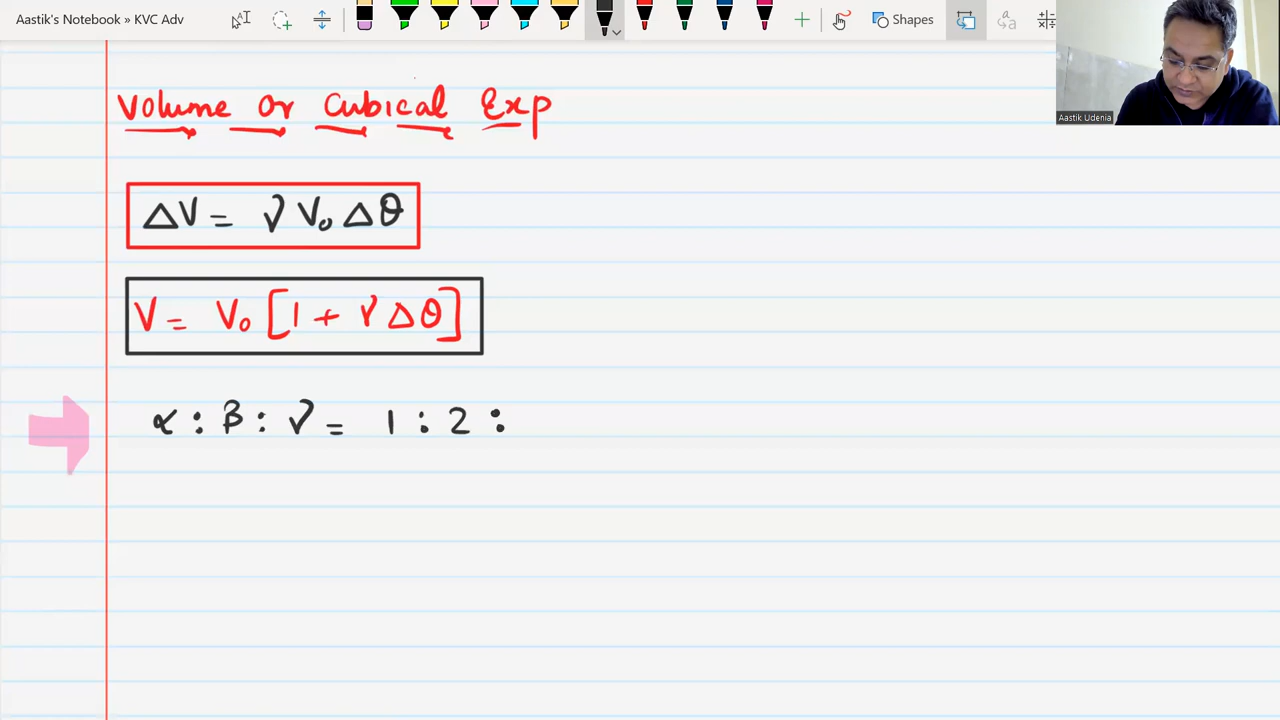 Aastik's Notebook » KVC Adv
Shapes
Aastik Udenia
Volume Or Cubical Exp
ΔV = γ V₀ Δθ
V = V₀ [1 + γ Δθ]
α : β : γ = 1 : 2 :